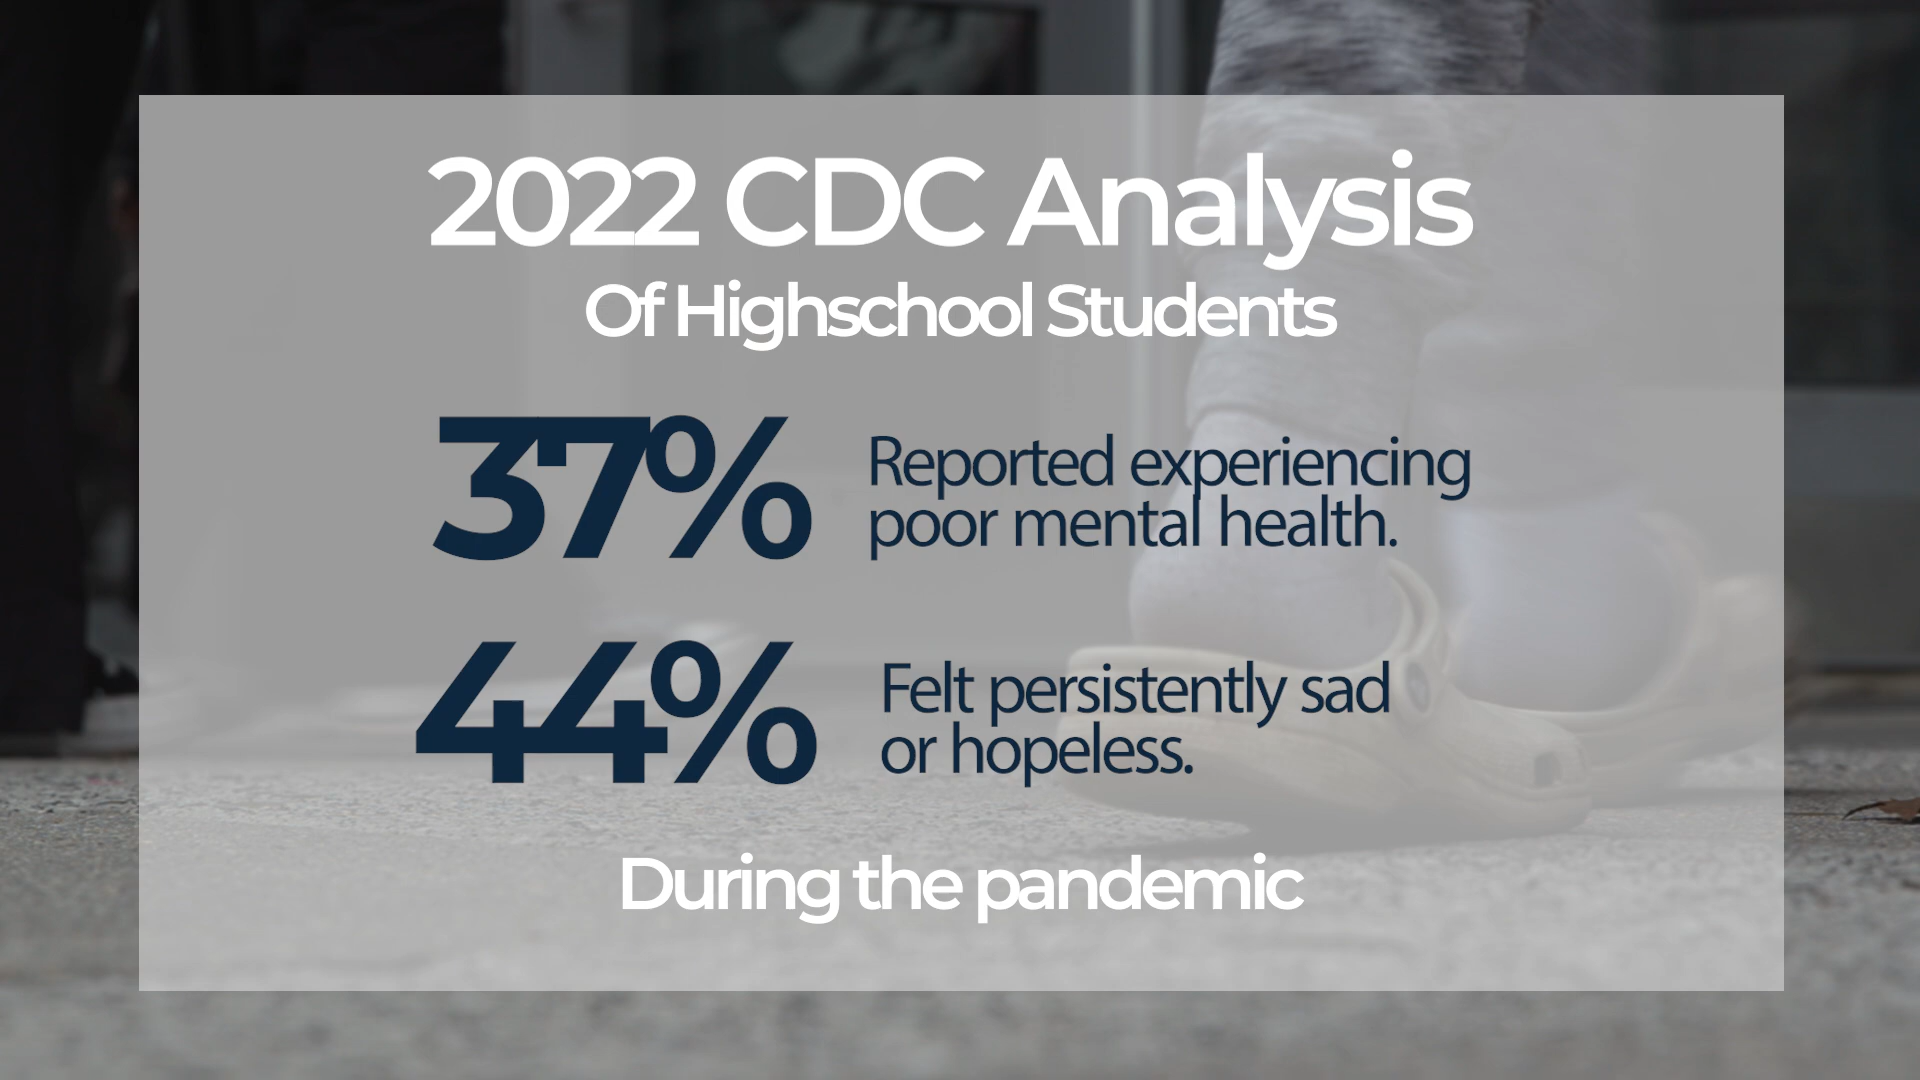 2022 CDC Analysis
Of Highschool Students
37%
Reported experiencing
poor mental health.
44%
Felt persistently sad
or hopeless.
During the pandemic